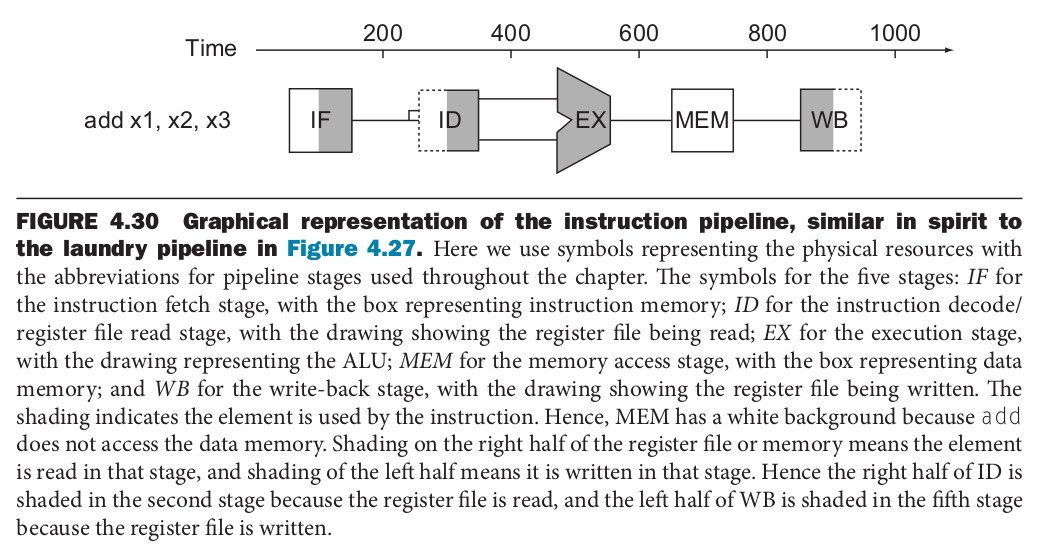 200 400 600 800 1000
Time
add x1, x2, x3 IF ID EX MEM WB
FIGURE 4.30 Graphical representation of the instruction pipeline, similar in spirit to
the laundry pipeline in Figure 4.27. Here we use symbols representing the physical resources with
the abbreviations for pipeline stages used throughout the chapter. The symbols for the five stages: IF for
the instruction fetch stage, with the box representing instruction memory; ID for the instruction decode/
register file read stage, with the drawing showing the register file being read; EX for the execution stage,
with the drawing representing the ALU; MEM for the memory access stage, with the box representing data
memory; and WB for the write-back stage, with the drawing showing the register file being written. The
shading indicates the element is used by the instruction. Hence, MEM has a white background because add
does not access the data memory. Shading on the right half of the register file or memory means the element
is read in that stage, and shading of the left half means it is written in that stage. Hence the right half of ID is
shaded in the second stage because the register file is read, and the left half of WB is shaded in the fifth stage
because the register file is written.